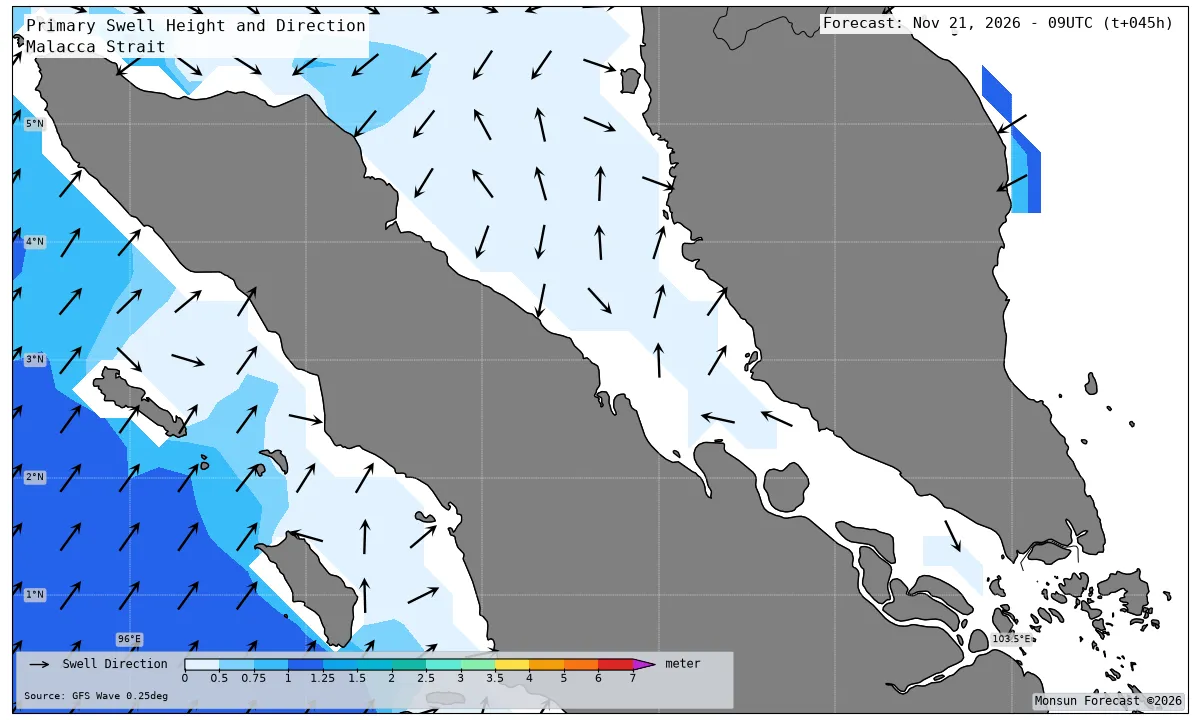 Primary Swell Height and Direction
Malacca Strait
Forecast: Nov 21, 2026 - 09UTC (t+045h)
5°N
4°N
3°N
2°N
1°N
96°E
103.5°E
Swell Direction
meter
0 0.5 0.75 1 1.25 1.5 2 2.5 3 3.5 4 5 6 7
Source: GFS Wave 0.25deg
Monsun Forecast ©2026